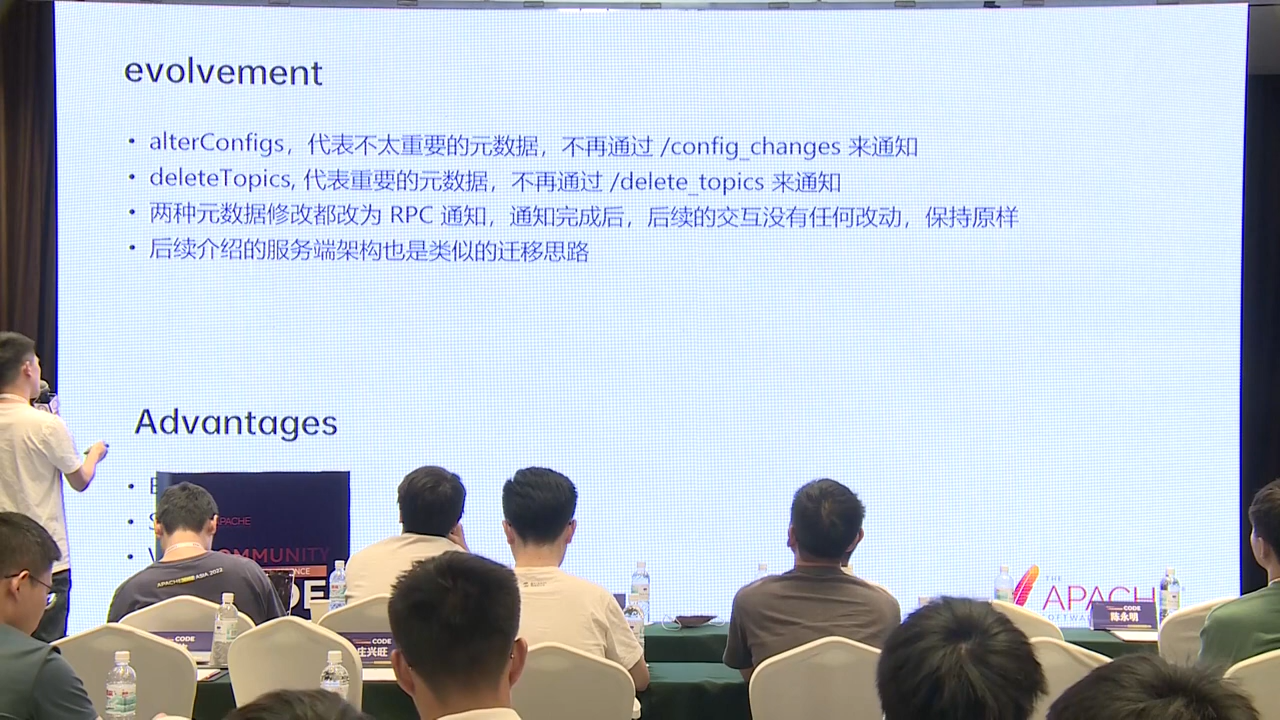 evolvement
• alterConfigs，代表不太重要的元数据，不再通过 /config_changes 来通知
• deleteTopics, 代表重要的元数据，不再通过 /delete_topics 来通知
• 两种元数据修改都改为 RPC 通知，通知完成后，后续的交互没有任何改动，保持原样
• 后续介绍的服务端架构也是类似的迁移思路
Advantages
APACHE
COMMUNITY
CODE
THE
APACH
CODE
陈永明
CODE
庄兴旺